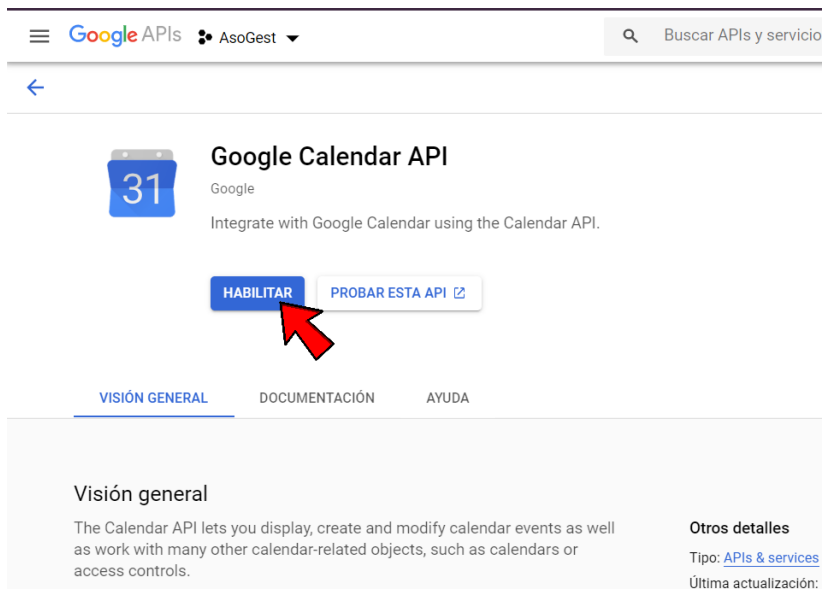 Google APIs AsoGest Buscar APIs y servicio
31
Google Calendar API
Google
Integrate with Google Calendar using the Calendar API.
HABILITAR PROBAR ESTA API
VISIÓN GENERAL DOCUMENTACIÓN AYUDA
Visión general
The Calendar API lets you display, create and modify calendar events as well
as work with many other calendar-related objects, such as calendars or
access controls.
Otros detalles
Tipo: APIs & services
Última actualización: